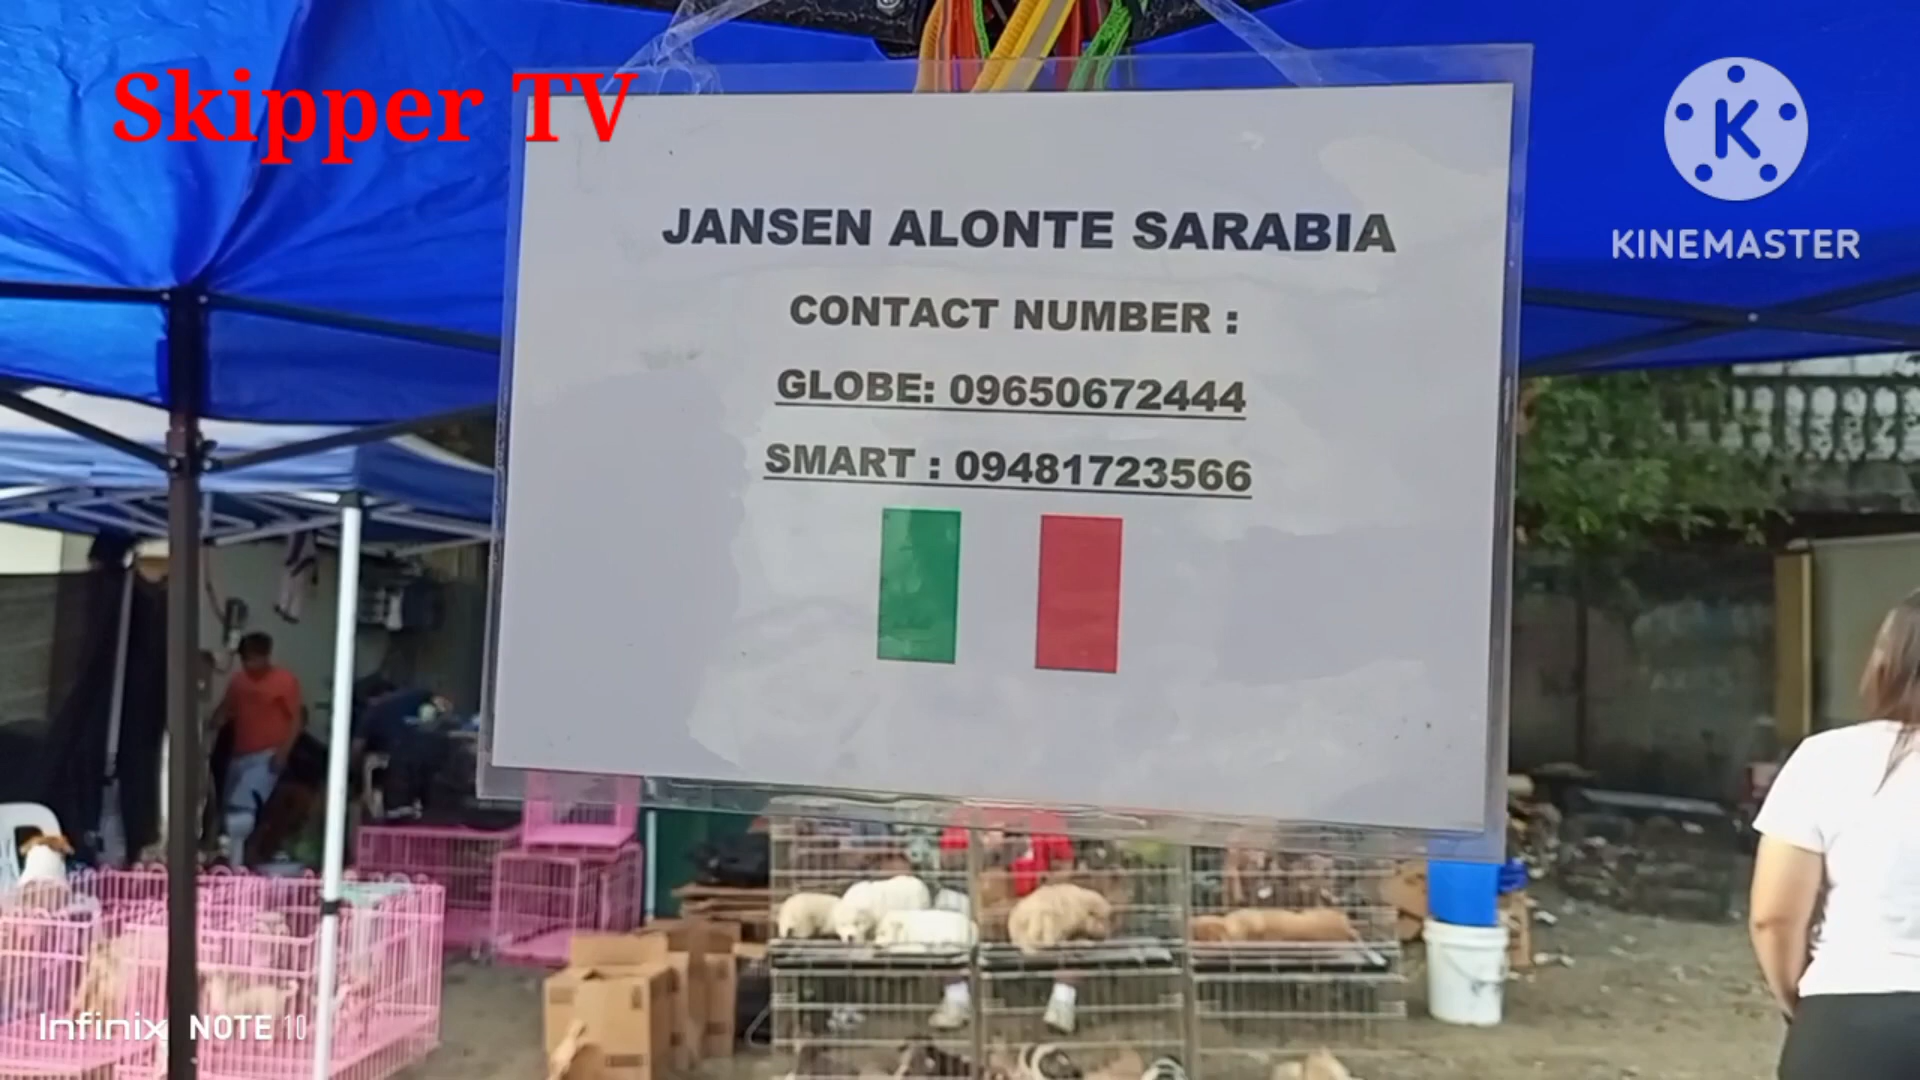 Skipper TV
KINEMASTER
JANSEN ALONTE SARABIA
CONTACT NUMBER :
GLOBE: 09650672444
SMART : 09481723566
Infinix NOTE 10